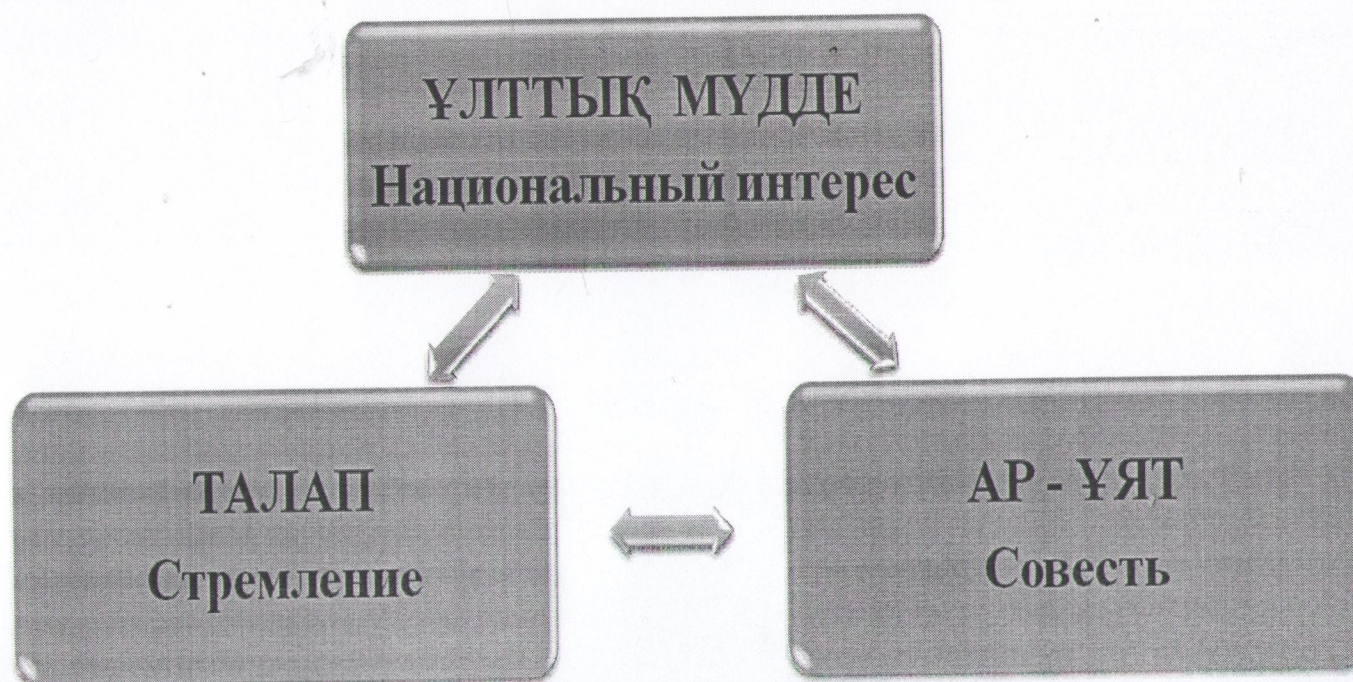 ҰЛТТЫҚ МҮДДЕ
Национальный интерес
ТАЛАП
Стремление
АР - ҰЯТ
Совесть